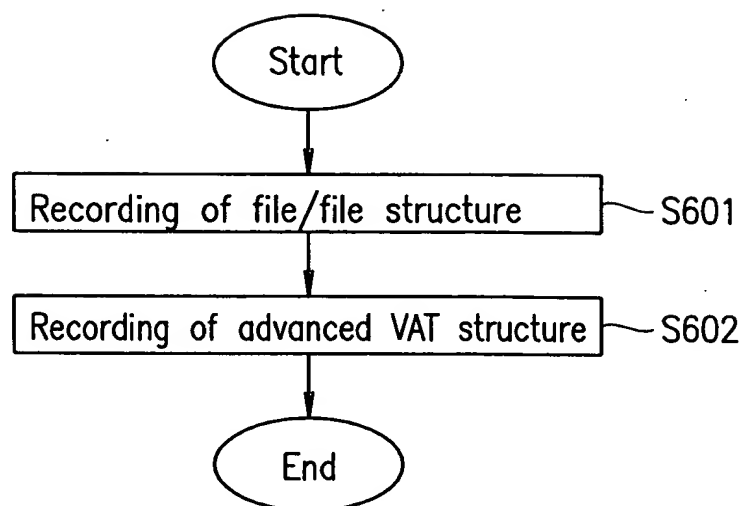 Start
Recording of file/file structure
S601
Recording of advanced VAT structure
S602
End